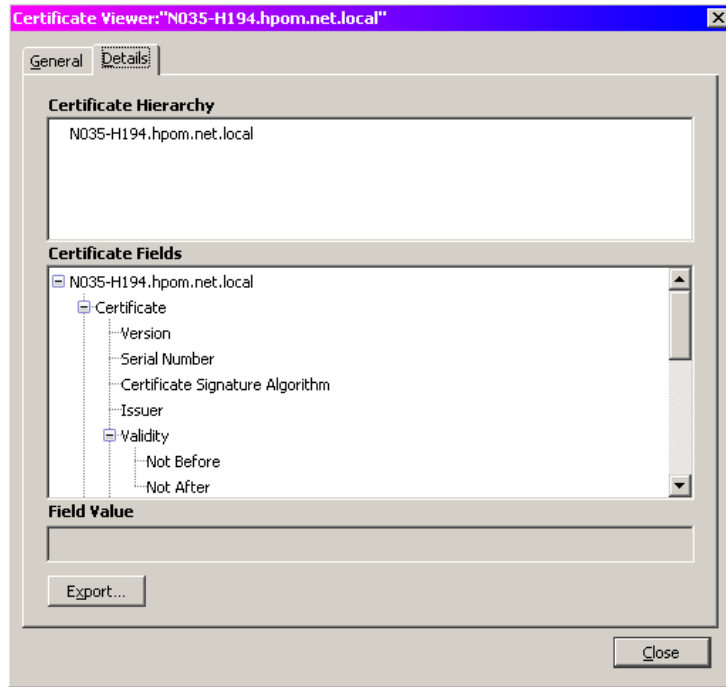 Certificate Viewer:"N035-H194.hpom.net.local"
General Details
Certificate Hierarchy
N035-H194.hpom.net.local
Certificate Fields
N035-H194.hpom.net.local
Certificate
Version
Serial Number
Certificate Signature Algorithm
Issuer
Validity
Not Before
Not After
Field Value
Export...
Close